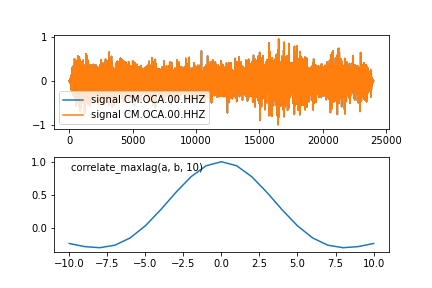 1
0
−1
signal CM.OCA.00.HHZ
signal CM.OCA.00.HHZ
0 5000 10000 15000 20000 25000
1.0
0.5
0.0
correlate_maxlag(a, b, 10)
−10.0 −7.5 −5.0 −2.5 0.0 2.5 5.0 7.5 10.0